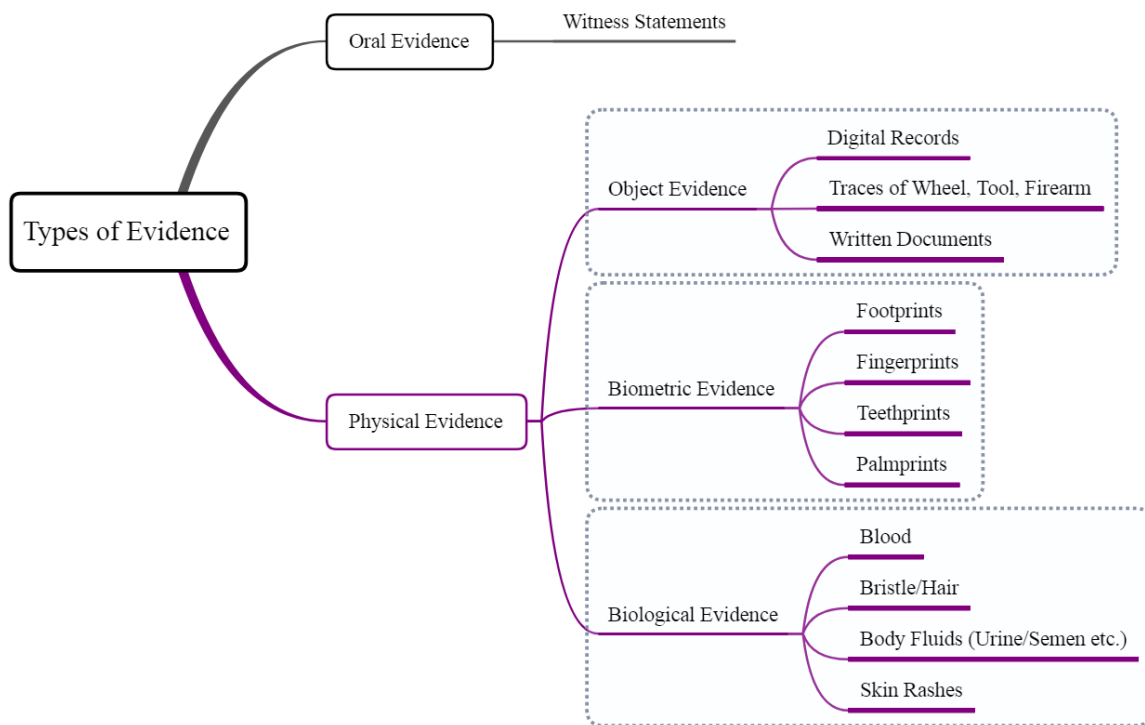 Types of Evidence
Oral Evidence
Witness Statements
Physical Evidence
Object Evidence
Digital Records
Traces of Wheel, Tool, Firearm
Written Documents
Biometric Evidence
Footprints
Fingerprints
Teethprints
Palmprints
Biological Evidence
Blood
Bristle/Hair
Body Fluids (Urine/Semen etc.)
Skin Rashes